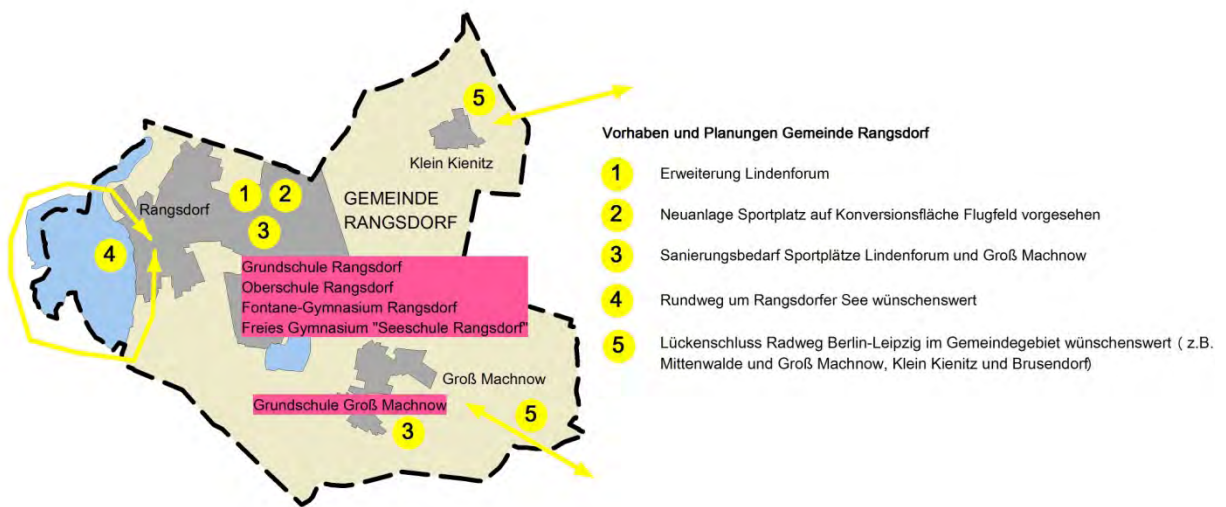 5
Klein Kienitz
GEMEINDE
RANGSDORF
Rangsdorf
1
2
3
4
Grundschule Rangsdorf
Oberschule Rangsdorf
Fontane-Gymnasium Rangsdorf
Freies Gymnasium "Seeschule Rangsdorf"
Groß Machnow
Grundschule Groß Machnow
5
3
Vorhaben und Planungen Gemeinde Rangsdorf
1 Erweiterung Lindenforum
2 Neuanlage Sportplatz auf Konversionsfläche Flugfeld vorgesehen
3 Sanierungsbedarf Sportplätze Lindenforum und Groß Machnow
4 Rundweg um Rangsdorfer See wünschenswert
5 Lückenschluss Radweg Berlin-Leipzig im Gemeindegebiet wünschenswert ( z.B.
Mittenwalde und Groß Machnow, Klein Kienitz und Brusendorf)